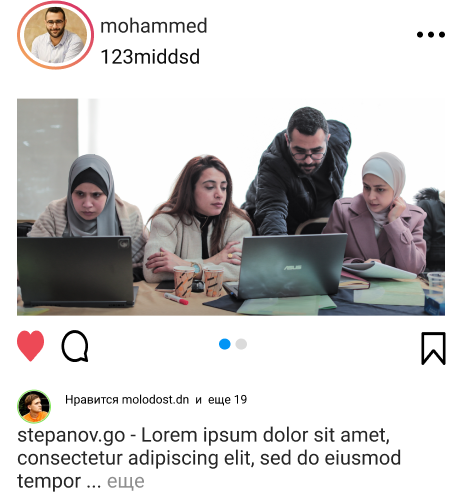 mohammed
123middsd
ASUS
Нравится molodost.dn и еще 19
stepanov.go - Lorem ipsum dolor sit amet,
consectetur adipiscing elit, sed do eiusmod
tempor ... еще